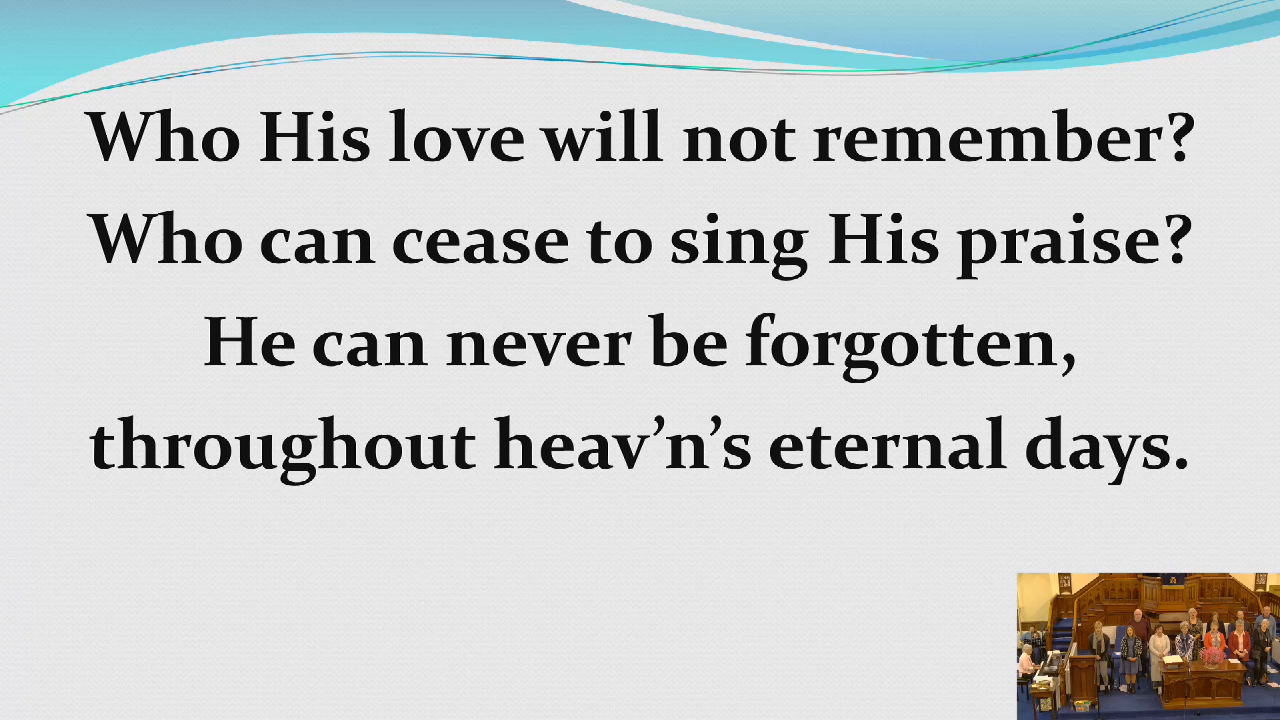 Who His love will not remember?
Who can cease to sing His praise?
He can never be forgotten,
throughout heav’n’s eternal days.